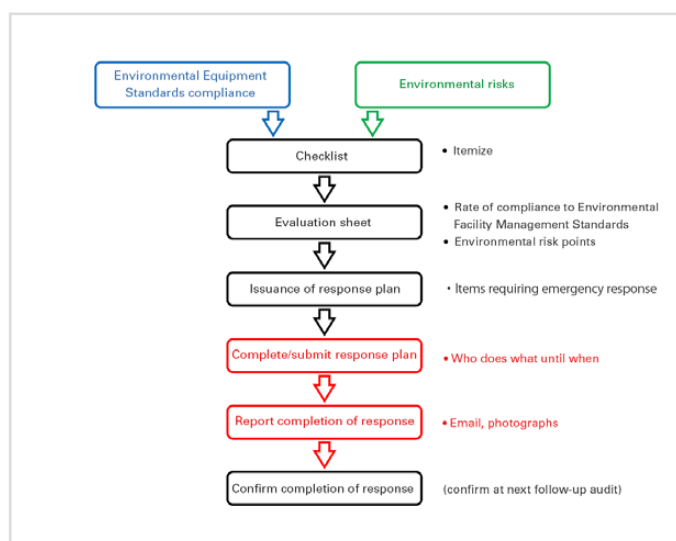 Environmental Equipment
Standards compliance
Environmental risks
Checklist
• Itemize
Evaluation sheet
• Rate of compliance to Environmental
Facility Management Standards
• Environmental risk points
Issuance of response plan
・Items requiring emergency response
Complete/submit response plan
• Who does what until when
Report completion of response
• Email, photographs
Confirm completion of response
(confirm at next follow-up audit)